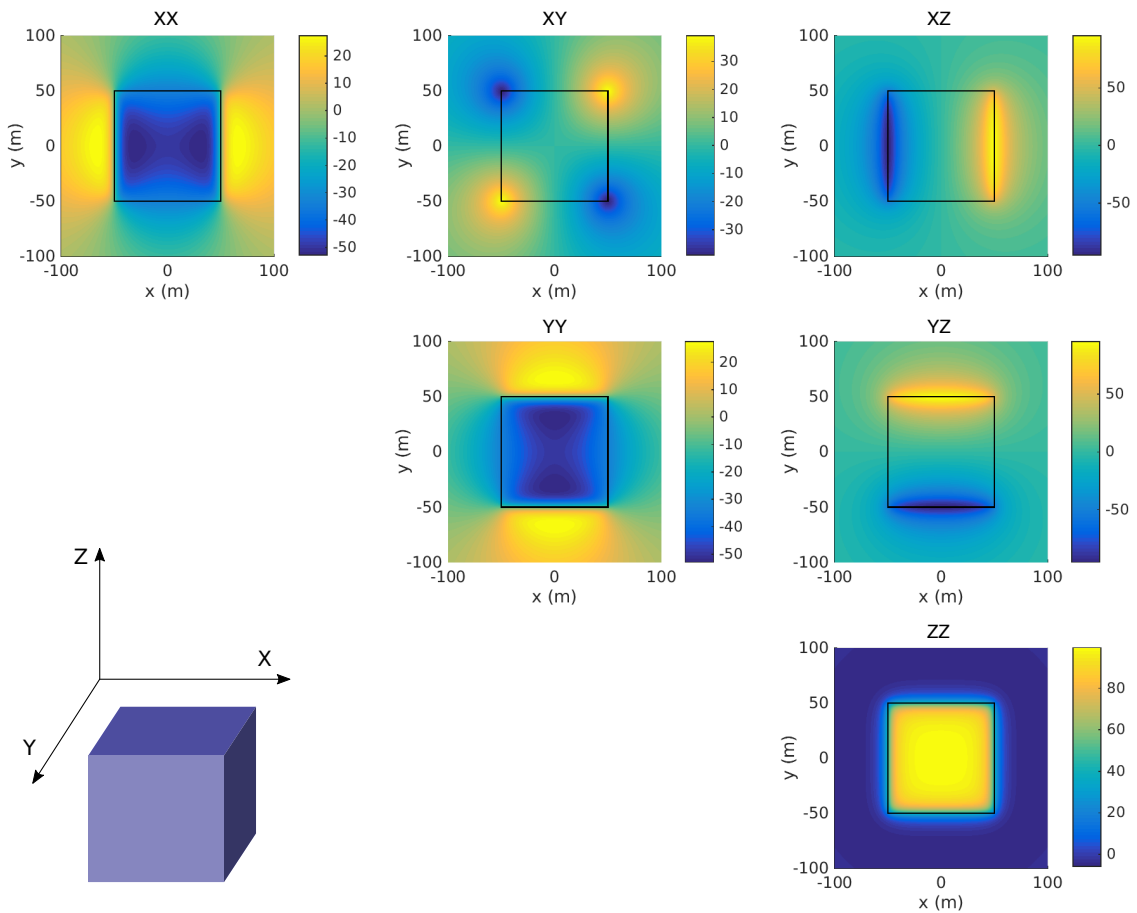 XX XY XZ
100 100 100
20 30 50
50 50 50
10 20
0 10
y (m) 0 y (m) 0 y (m) 0
-10 0 0
-20 -10
-30
-50 -50 -50
-40 -20 -50
-50 -30
-100 -100 -100
-100 0 100 -100 0 100 -100 0 100
x (m) x (m) x (m)
YY YZ
100 100
20 50
50 50
10
0
y (m) 0 y (m) 0
-10 0
-20
-30
-50 -50
-40 -50
-50
-100 -100
-100 0 100 -100 0 100
x (m) x (m)
Z
X
Y
ZZ
100
80
50
60
y (m) 0
40
-50
20
0
-100
-100 0 100
x (m)